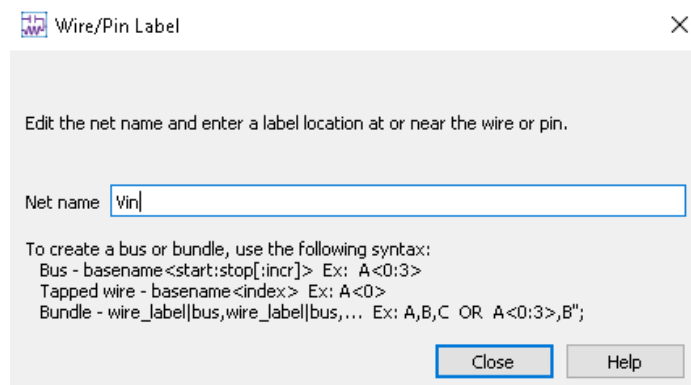 Wire/Pin Label
Edit the net name and enter a label location at or near the wire or pin.
Net name Vin
To create a bus or bundle, use the following syntax:
Bus - basename<start:stop[:incr]> Ex: A<0:3>
Tapped wire - basename<index> Ex: A<0>
Bundle - wire_label|bus,wire_label|bus,... Ex: A,B,C OR A<0:3>,B";
Close Help